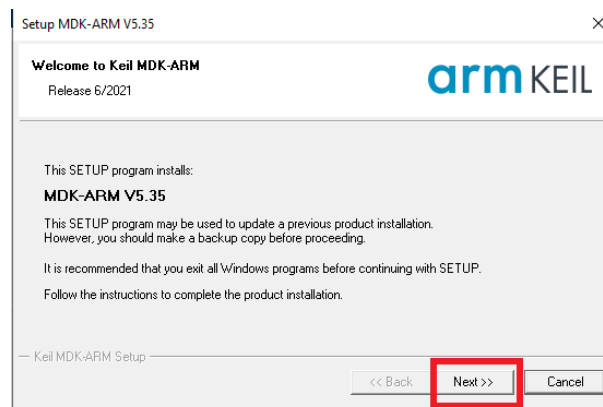 Setup MDK-ARM V5.35
Welcome to Keil MDK-ARM
Release 6/2021
arm KEIL
This SETUP program installs:
MDK-ARM V5.35
This SETUP program may be used to update a previous product installation.
However, you should make a backup copy before proceeding.
It is recommended that you exit all Windows programs before continuing with SETUP.
Follow the instructions to complete the product installation.
Keil MDK-ARM Setup
<< Back Next >> Cancel